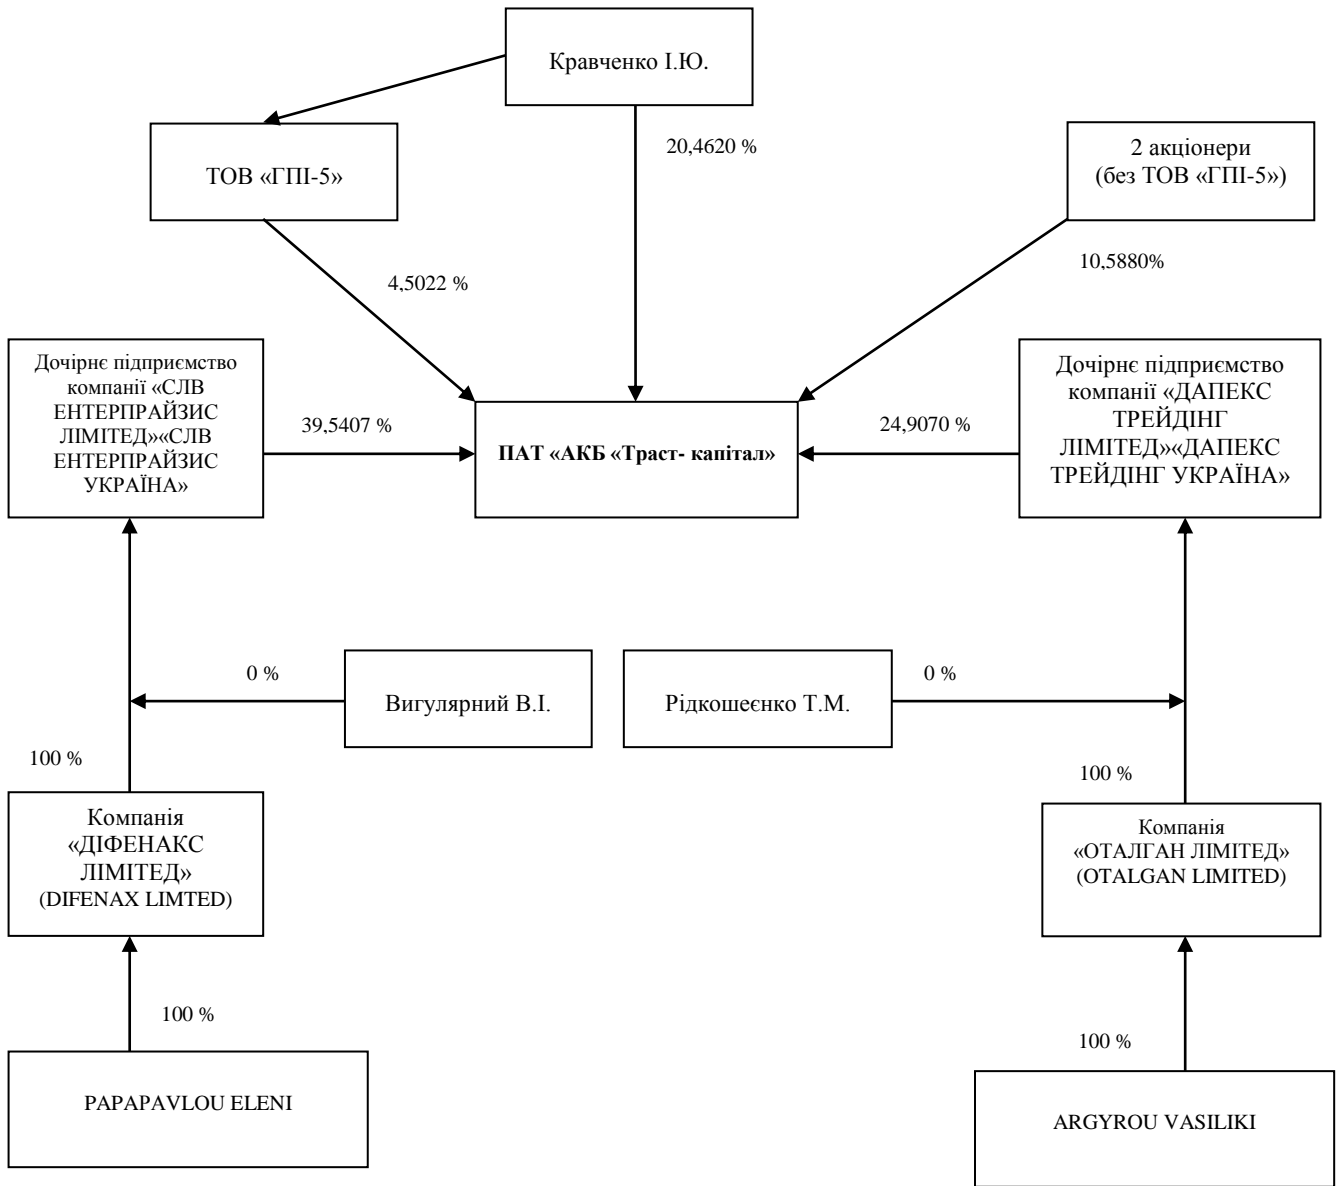 Кравченко І.Ю.
ТОВ «ГПІ-5»
20,4620 %
2 акціонери
(без ТОВ «ГПІ-5»)
4,5022 %
10,5880%
Дочірнє підприємство
компанії «СЛВ
ЕНТЕРПРАЙЗИС
ЛІМІТЕД»«СЛВ
ЕНТЕРПРАЙЗИС
УКРАЇНА»
39,5407 %
ПАТ «АКБ «Траст- капітал»
24,9070 %
Дочірнє підприємство
компанії «ДАПЕКС
ТРЕЙДІНГ
ЛІМІТЕД»«ДАПЕКС
ТРЕЙДІНГ УКРАЇНА»
0 %
Вигулярний В.І.
Рідкошеєнко Т.М.
0 %
100 %
100 %
Компанія
«ДІФЕНАКС
ЛІМІТЕД»
(DIFENAX LIMTED)
Компанія
«ОТАЛГАН ЛІМІТЕД»
(OTALGAN LIMITED)
100 %
100 %
PAPAPAVLOU ELENI
ARGYROU VASILIKI